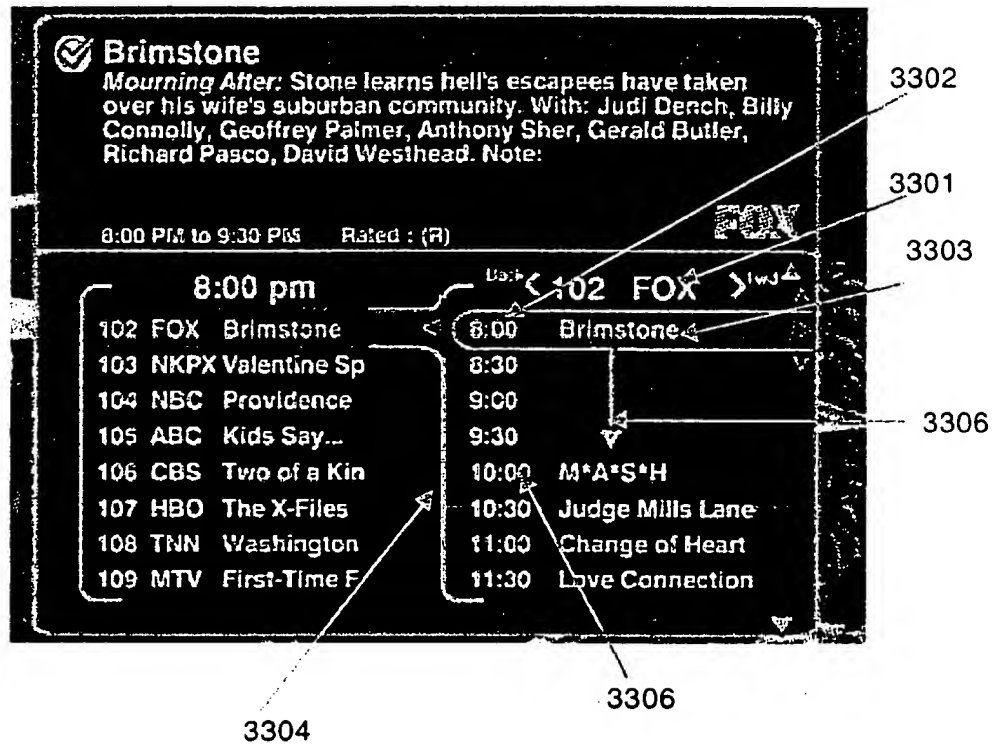 Brimstone
Mourning After: Stone learns hell's escapees have taken
over his wife's suburban community. With: Judi Dench, Billy
Connolly, Geoffrey Palmer, Anthony Sher, Gerald Butler,
Richard Pasco, David Westhead. Note:
8:00 PM to 9:30 PM Rated : (R)
FOX
8:00 pm
102 FOX Brimstone
103 NKPX Valentine Sp
104 NBC Providence
105 ABC Kids Say...
106 CBS Two of a Kin
107 HBO The X-Files
108 TNN Washington
109 MTV First-Time F
Back < 102 FOX > fwd
8:00 Brimstone
8:30
9:00
9:30
10:00 M*A*S*H
10:30 Judge Mills Lane
11:00 Change of Heart
11:30 Love Connection
3302
3301
3303
3306
3306
3304